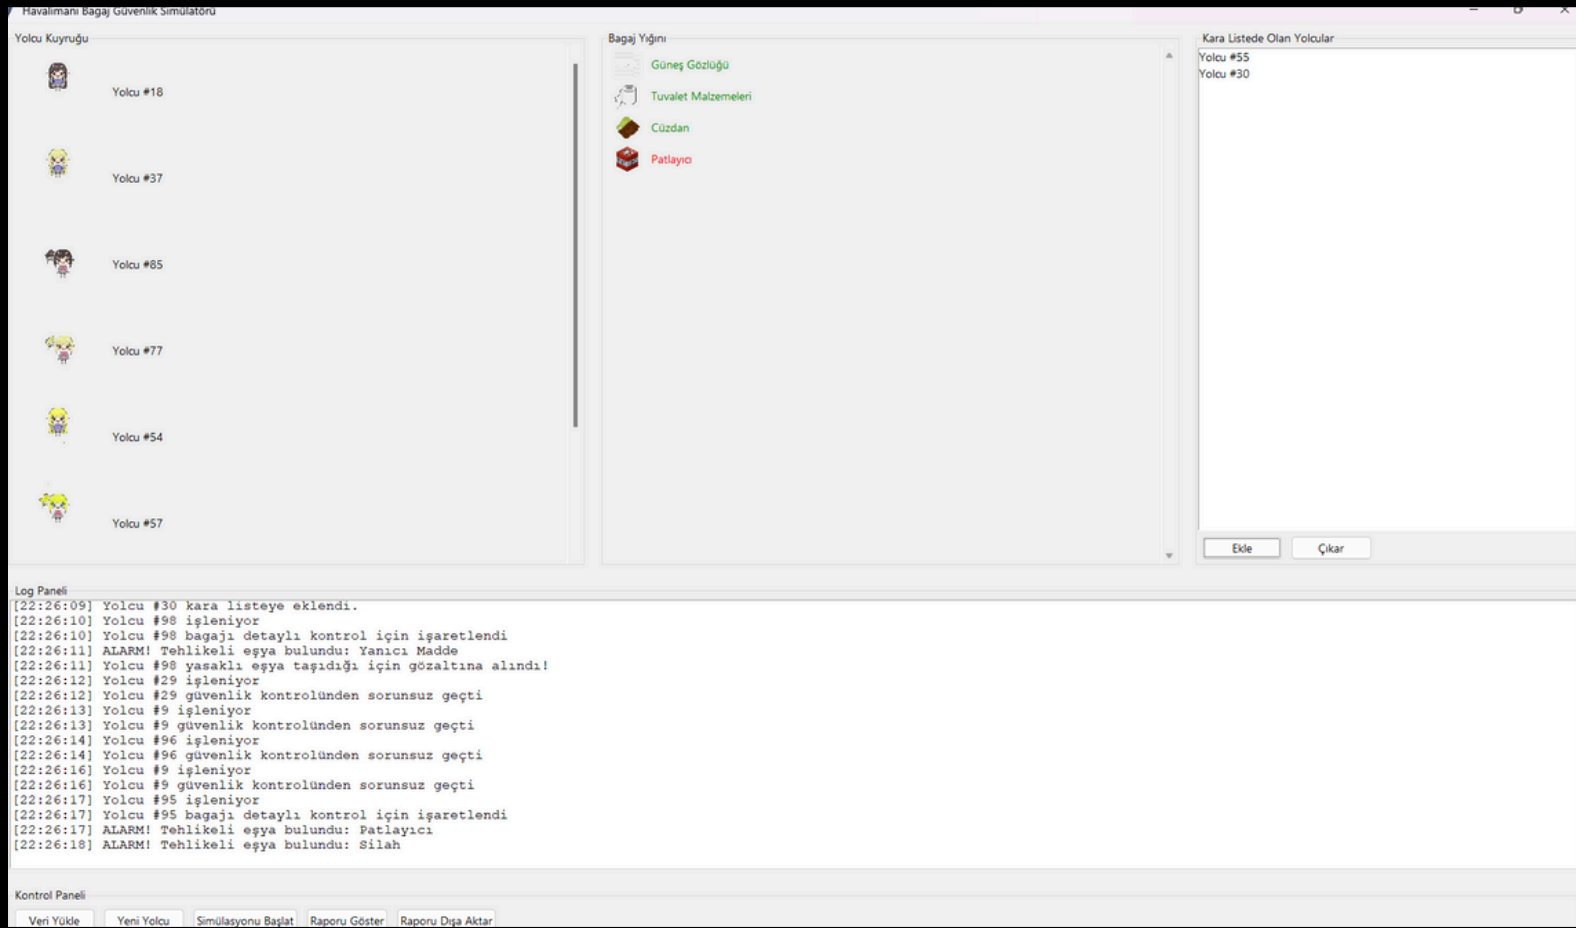 Havalimanı Bagaj Güvenlik Simülatörü
Yolcu Kuyruğu
Yolcu #18
Yolcu #37
Yolcu #85
Yolcu #77
Yolcu #54
Yolcu #57
Bagaj Yığını
Güneş Gözlüğü
Tuvalet Malzemeleri
Cüzdan
Patlayıcı
Kara Listede Olan Yolcular
Yolcu #55
Yolcu #30
Ekle
Çıkar
Log Paneli
[22:26:09] Yolcu #30 kara listeye eklendi.
[22:26:10] Yolcu #98 işleniyor
[22:26:10] Yolcu #98 bagajı detaylı kontrol için işaretlendi
[22:26:11] ALARM! Tehlikeli eşya bulundu: Yanıcı Madde
[22:26:11] Yolcu #98 yasaklı eşya taşıdığı için gözaltına alındı!
[22:26:12] Yolcu #29 işleniyor
[22:26:12] Yolcu #29 güvenlik kontrolünden sorunsuz geçti
[22:26:13] Yolcu #9 işleniyor
[22:26:13] Yolcu #9 güvenlik kontrolünden sorunsuz geçti
[22:26:14] Yolcu #96 işleniyor
[22:26:14] Yolcu #96 güvenlik kontrolünden sorunsuz geçti
[22:26:16] Yolcu #9 işleniyor
[22:26:16] Yolcu #9 güvenlik kontrolünden sorunsuz geçti
[22:26:17] Yolcu #95 işleniyor
[22:26:17] Yolcu #95 bagajı detaylı kontrol için işaretlendi
[22:26:17] ALARM! Tehlikeli eşya bulundu: Patlayıcı
[22:26:18] ALARM! Tehlikeli eşya bulundu: Silah
Kontrol Paneli
Veri Yükle
Yeni Yolcu
Simülasyonu Başlat
Raporu Göster
Raporu Dışa Aktar